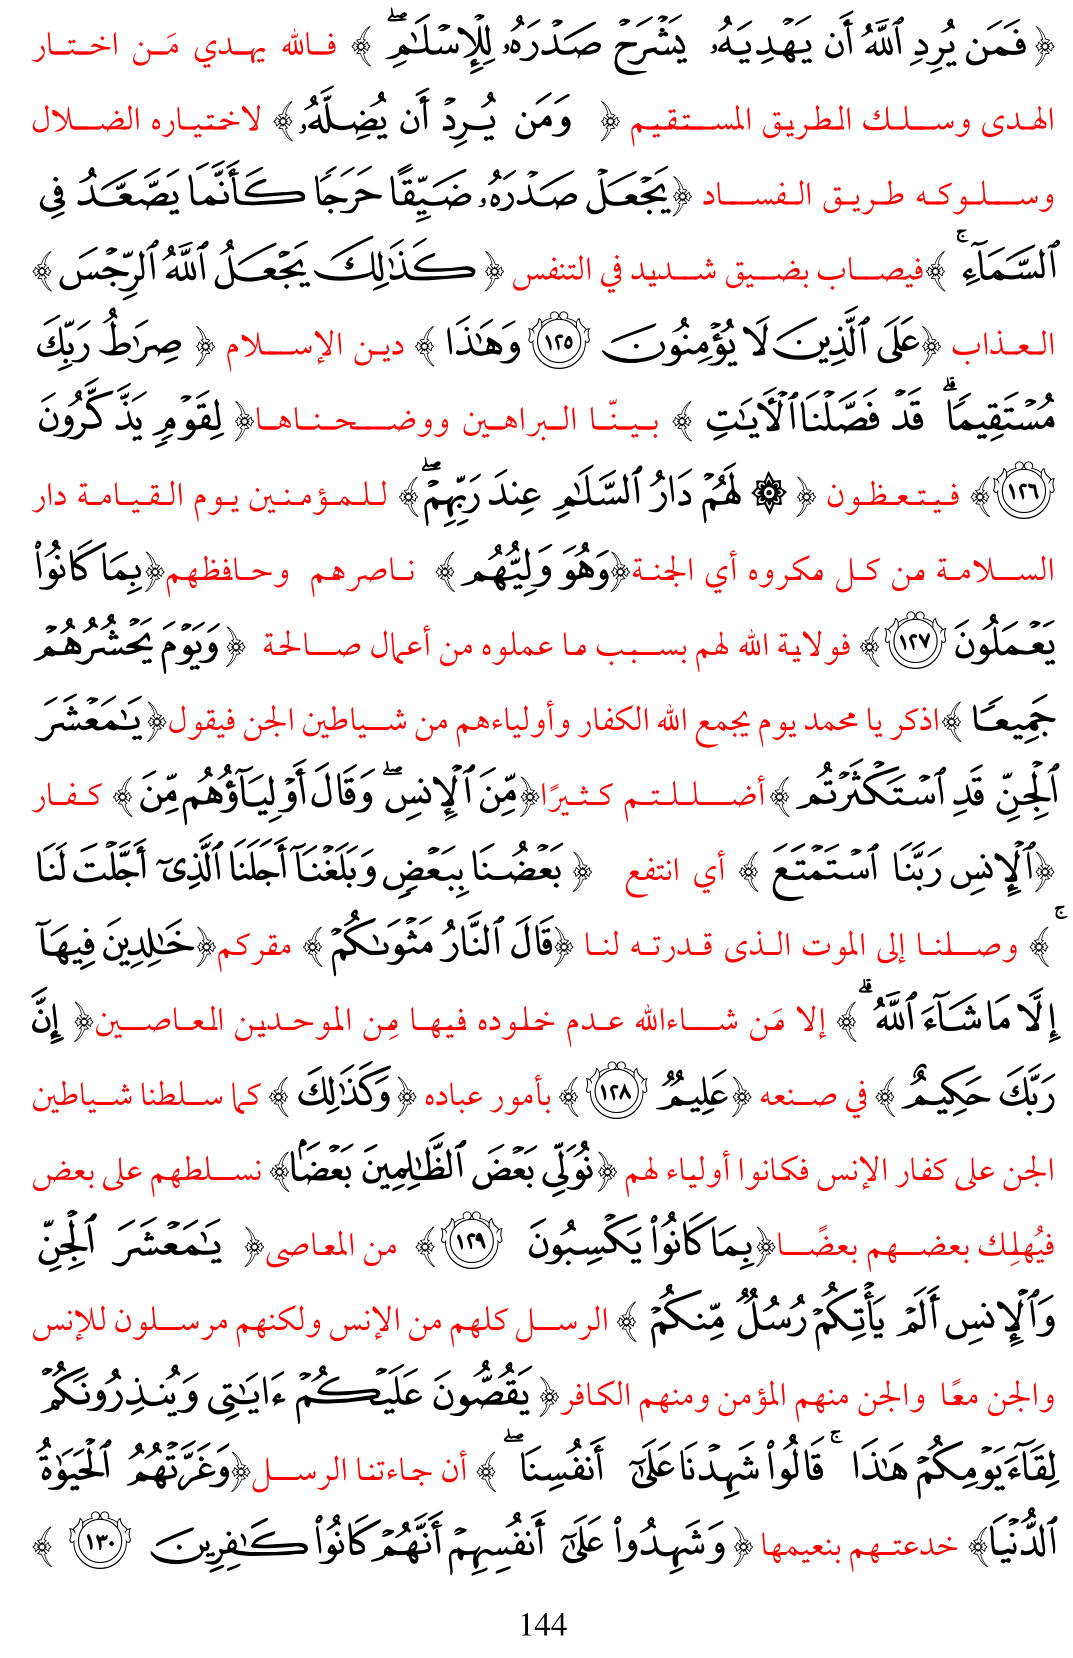 ﴿ فَمَن يُرِدِ ٱللَّهُ أَن يَهْدِيَهُۥ يَشْرَحْ صَدْرَهُۥ لِلْإِسْلَٰمِ ۖ ﴾ فالله يهدي مَن اختار
الهدى وسلك الطريق المستقيم ﴿ وَمَن يُرِدْ أَن يُضِلَّهُۥ﴾ لاختياره الضلال
وسلوكه طريق الفساد ﴿يَجْعَلْ صَدْرَهُۥ ضَيِّقًا حَرَجًا كَأَنَّمَا يَصَّعَّدُ فِى
ٱلسَّمَآءِ ۚ ﴾فيصاب بضيق شديد في التنفس ﴿ كَذَٰلِكَ يَجْعَلُ ٱللَّهُ ٱلرِّجْسَ ﴾
العذاب ﴿عَلَى ٱلَّذِينَ لَا يُؤْمِنُونَ ١٢٥ وَهَٰذَا ﴾ دين الإسلام ﴿ صِرَٰطُ رَبِّكَ
مُسْتَقِيمًا ۗ قَدْ فَصَّلْنَا ٱلْءَايَٰتِ ﴾ بينّا البراهين ووضحناها﴿ لِقَوْمٍ يَذَّكَّرُونَ
١٢٦﴾ فيتعظون ﴿ ۞ لَهُمْ دَارُ ٱلسَّلَٰمِ عِندَ رَبِّهِمْ ۖ﴾ للمؤمنين يوم القيامة دار
السلامة من كل مكروه أي الجنة﴿وَهُوَ وَلِيُّهُم ﴾ ناصرهم وحافظهم﴿بِمَا كَانُوا۟
يَعْمَلُونَ ١٢٧﴾ فولاية الله لهم بسبب ما عملوه من أعمال صالحة ﴿وَيَوْمَ يَحْشُرُهُمْ
جَمِيعًا ﴾اذكر يا محمد يوم يجمع الله الكفار وأولياءهم من شياطين الجن فيقول﴿يَٰمَعْشَرَ
ٱلْجِنِّ قَدِ ٱسْتَكْثَرْتُم ﴾أضللتم كثيرًا﴿مِّنَ ٱلْإِنسِ ۖ وَقَالَ أَوْلِيَآؤُهُم مِّنَ﴾ كفار
﴿ٱلْإِنسِ رَبَّنَا ٱسْتَمْتَعَ ﴾ أي انتفع ﴿ بَعْضُنَا بِبَعْضٍ وَبَلَغْنَآ أَجَلَنَا ٱلَّذِىٓ أَجَّلْتَ لَنَا
ۚ ﴾ وصلنا إلى الموت الذى قدرته لنا ﴿قَالَ ٱلنَّارُ مَثْوَىٰكُمْ ﴾ مقركم﴿خَٰلِدِينَ فِيهَآ
إِلَّا مَا شَآءَ ٱللَّهُ ۗ ﴾ إلا مَن شاءالله عدم خلوده فيها مِن الموحدين العاصين﴿ إِنَّ
رَبَّكَ حَكِيمٌ ﴾ في صنعه ﴿عَلِيمٌ ١٢٨ ﴾ بأمور عباده ﴿وَكَذَٰلِكَ ﴾ كما سلطنا شياطين
الجن على كفار الإنس فكانوا أولياء لهم ﴿نُوَلِّى بَعْضَ ٱلظَّٰلِمِينَ بَعْضًۢا﴾ نسلطهم على بعض
فيُهلِك بعضهم بعضًا﴿بِمَا كَانُوا۟ يَكْسِبُونَ ١٢٩ ﴾ من المعاصى﴿ يَٰمَعْشَرَ ٱلْجِنِّ
وَٱلْإِنسِ أَلَمْ يَأْتِكُمْ رُسُلٌ مِّنكُمْ ﴾ الرسل كلهم من الإنس ولكنهم مرسلون للإنس
والجن معًا والجن منهم المؤمن ومنهم الكافر﴿ يَقُصُّونَ عَلَيْكُمْ ءَايَٰتِى وَيُنذِرُونَكُمْ
لِقَآءَ يَوْمِكُمْ هَٰذَا ۚ قَالُوا۟ شَهِدْنَا عَلَىٰٓ أَنفُسِنَا ۖ ﴾ أن جاءتنا الرسل﴿وَغَرَّتْهُمُ ٱلْحَيَوٰةُ
ٱلدُّنْيَا﴾ خدعتهم بنعيمها ﴿ وَشَهِدُوا۟ عَلَىٰٓ أَنفُسِهِمْ أَنَّهُمْ كَانُوا۟ كَٰفِرِينَ ١٣٠ ﴾
144